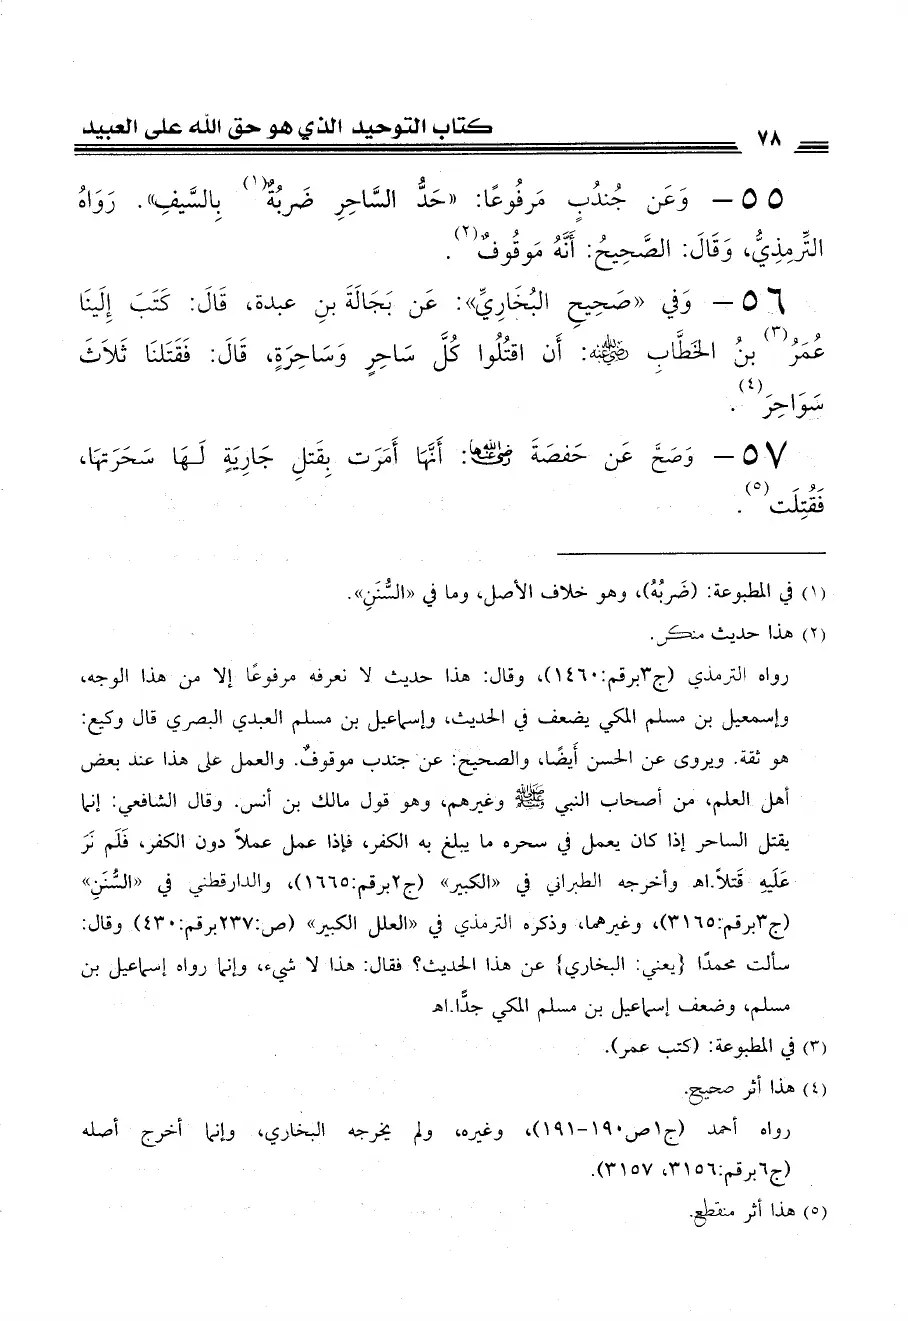 ٧٨ كتاب التوحيد الذي هو حق الله على العبيد
٥٥ – وَعَن جُندُبٍ مَرفُوعًا: «حَدُّ السَّاحِرِ ضَربُةٌ(١) بِالسَّيفِ». رَوَاهُ
التِّرمِذِيُّ، وَقَالَ: الصَّحِيحُ: أَنَّهُ مَوقُوفٌ(٢).
٥٦ – وَفِي «صَحِيحِ البُخَارِيِّ»: عَن بَجَالَةَ بنِ عبدة، قَالَ: كَتَبَ إِلَينَا
عُمَرُ(٣) بنُ الخَطَّابِ رضي الله عنه: أَن اقتُلُوا كُلَّ سَاحِرٍ وَسَاحِرَةٍ، قَالَ: فَقَتَلنَا ثَلَاثَ
سَوَاحِرَ(٤).
٥٧ – وَصَحَّ عَن حَفصَةَ رضي الله عنها: أَنَّهَا أَمَرَت بِقَتلِ جَارِيَةٍ لَـهَا سَحَرَتهَا،
فَقُتِلَت(٥).
(١) في المطبوعة: (ضَربُهُ)، وهو خلاف الأصل، وما في «السُّنَنِ».
(٢) هذا حديث منكر.
رواه الترمذي (ج٣برقم:١٤٦٠)، وقال: هذا حديث لا نعرفه مرفوعًا إلا من هذا الوجه،
وإسمعيل بن مسلم المكي يضعف في الحديث، وإسماعيل بن مسلم العبدي البصري قال وكيع:
هو ثقة. ويروى عن الحسن أيضًا، والصحيح: عن جندب موقوفٌ. والعمل على هذا عند بعض
أهل العلم، من أصحاب النبي ﷺ وغيرهم، وهو قول مالك بن أنس. وقال الشافعي: إنما
يقتل الساحر إذا كان يعمل في سحره ما يبلغ به الكفر، فإذا عمل عملاً دون الكفر، فلَم نَرَ
عَلَيهِ قَتلاً.اهـ وأخرجه الطبراني في «الكبير» (ج٢برقم:١٦٦٥)، والدارقطني في «السُّنَنِ»
(ج٣برقم:٣١٦٥)، وغيرهما، وذكره الترمذي في «العلل الكبير» (ص:٢٣٧برقم:٤٣٠) وقال:
سألت محمدًا {يعني: البخاري} عن هذا الحديث؟ فقال: هذا لا شيء، وإنما رواه إسماعيل بن
مسلم، وضعف إسماعيل بن مسلم المكي جدًّا.اهـ
(٣) في المطبوعة: (كتب عمر).
(٤) هذا أثر صحيح.
رواه أحمد (ج١ص١٩٠-١٩١)، وغيره، ولم يخرجه البخاري، وإنما أخرج أصله
(ج٦برقم:٣١٥٦، ٣١٥٧).
(٥) هذا أثر منقطع.